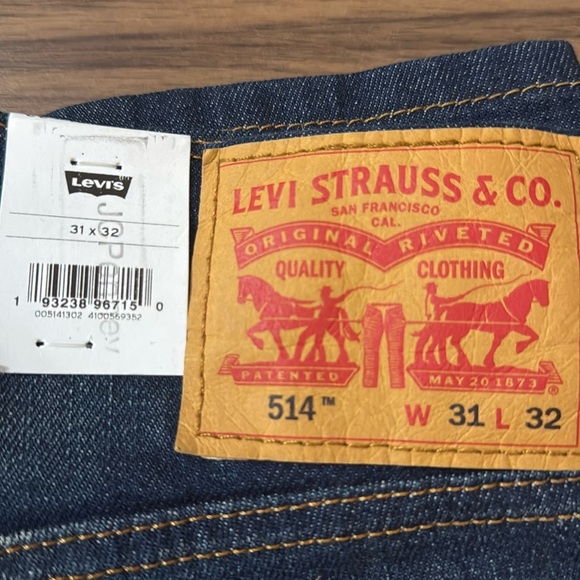 Levi's
31 x 32
1 93238 96715 0
005141302 4100569352
JCPenney
LEVI STRAUSS & CO.
SAN FRANCISCO
CAL.
ORIGINAL RIVETED
QUALITY CLOTHING
PATENTED MAY 20 1873 ®
514™ W 31 L 32